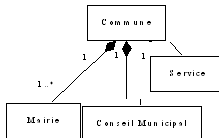 Commune
1
1
1
Service
1..*
1
Mairie
Conseil Municipal